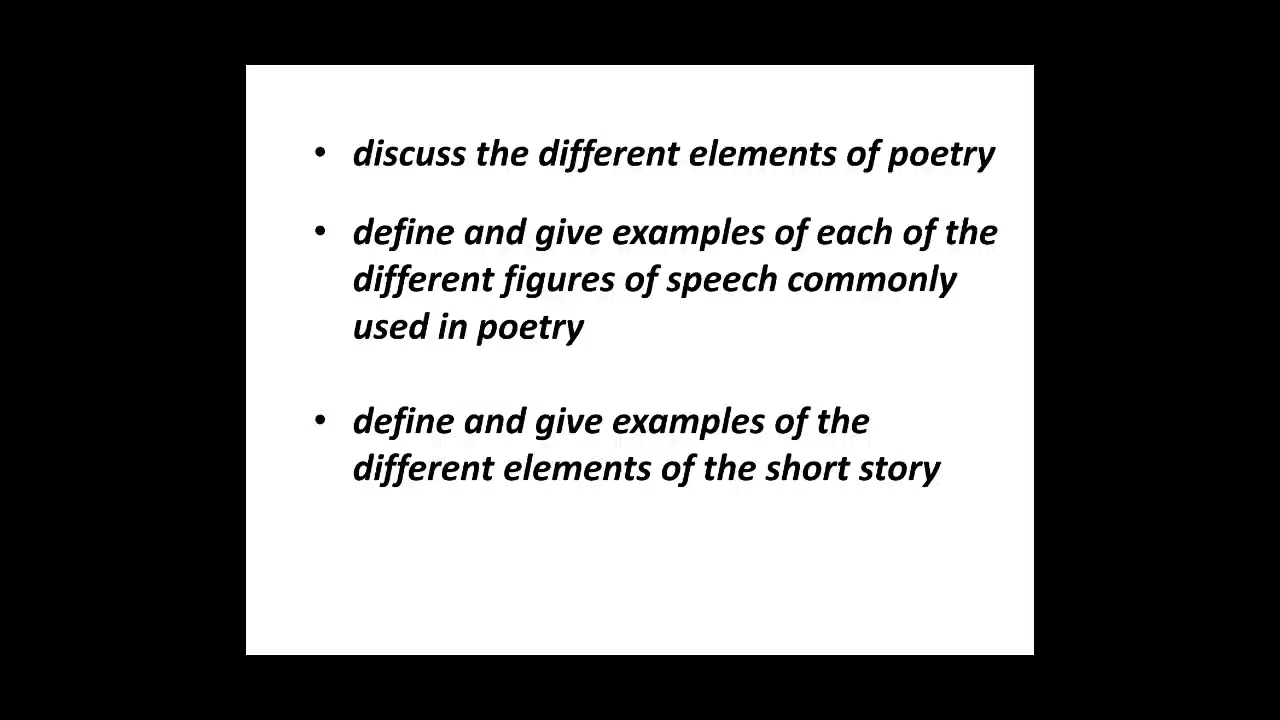 • discuss the different elements of poetry
• define and give examples of each of the
different figures of speech commonly
used in poetry
• define and give examples of the
different elements of the short story